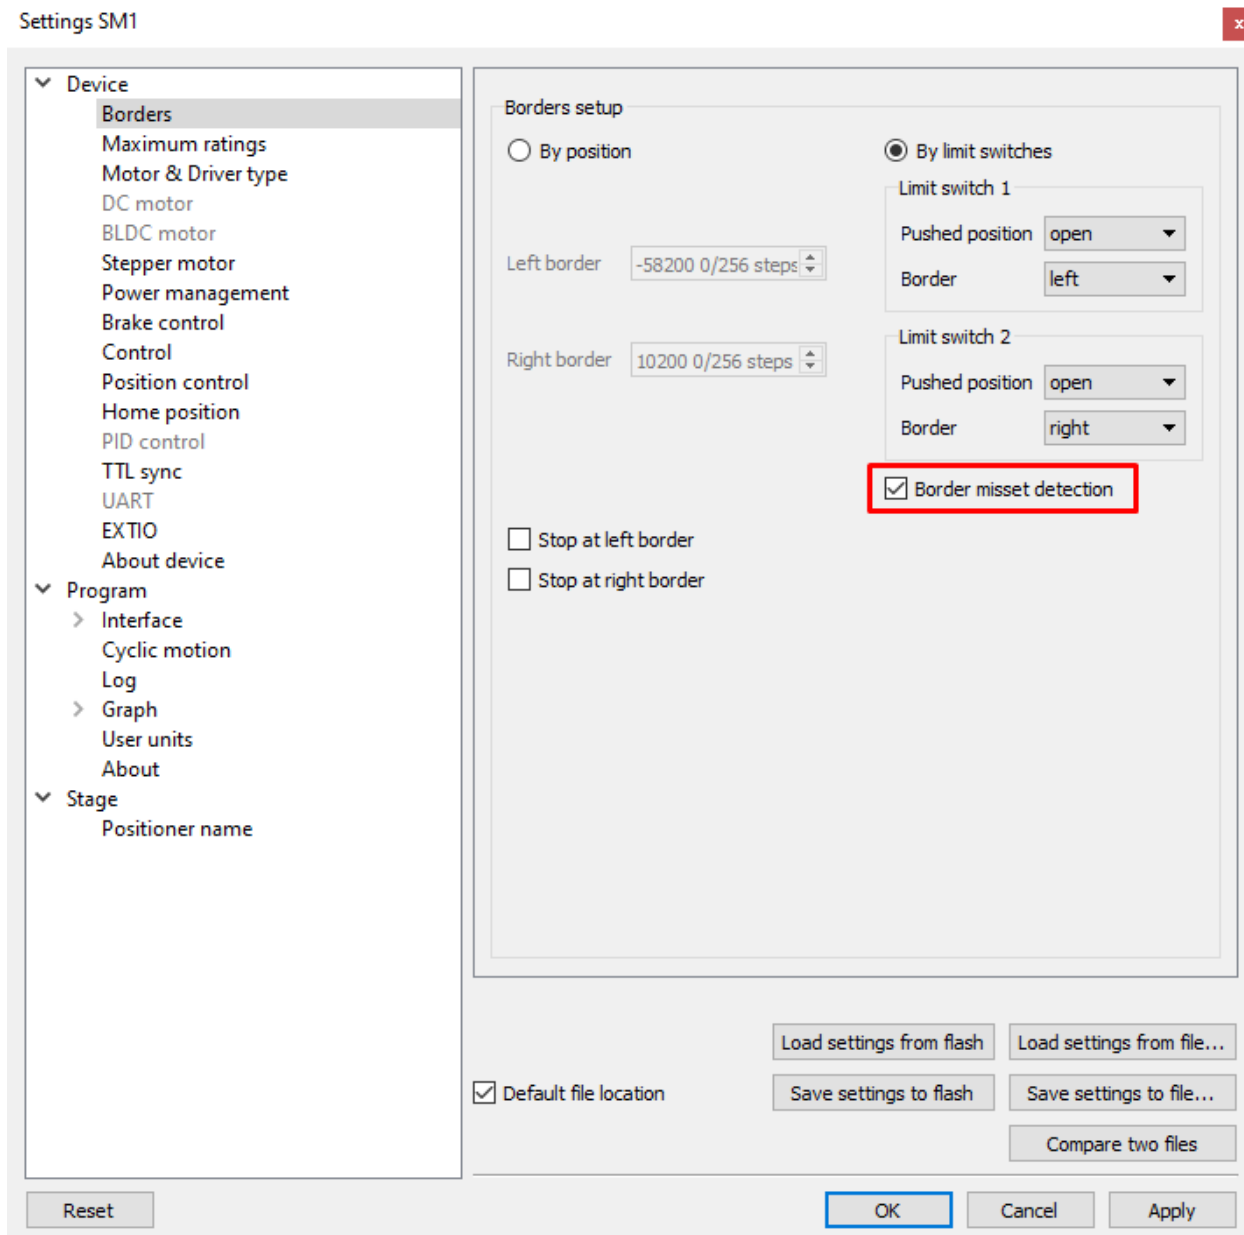 Settings SM1
x
Device
Borders
Maximum ratings
Motor & Driver type
DC motor
BLDC motor
Stepper motor
Power management
Brake control
Control
Position control
Home position
PID control
TTL sync
UART
EXTIO
About device
Program
Interface
Cyclic motion
Log
Graph
User units
About
Stage
Positioner name
Borders setup
By position
By limit switches
Limit switch 1
Pushed position open
Border left
Left border -58200 0/256 steps
Right border 10200 0/256 steps
Limit switch 2
Pushed position open
Border right
Border misset detection
Stop at left border
Stop at right border
Load settings from flash
Load settings from file...
Default file location
Save settings to flash
Save settings to file...
Compare two files
Reset
OK
Cancel
Apply